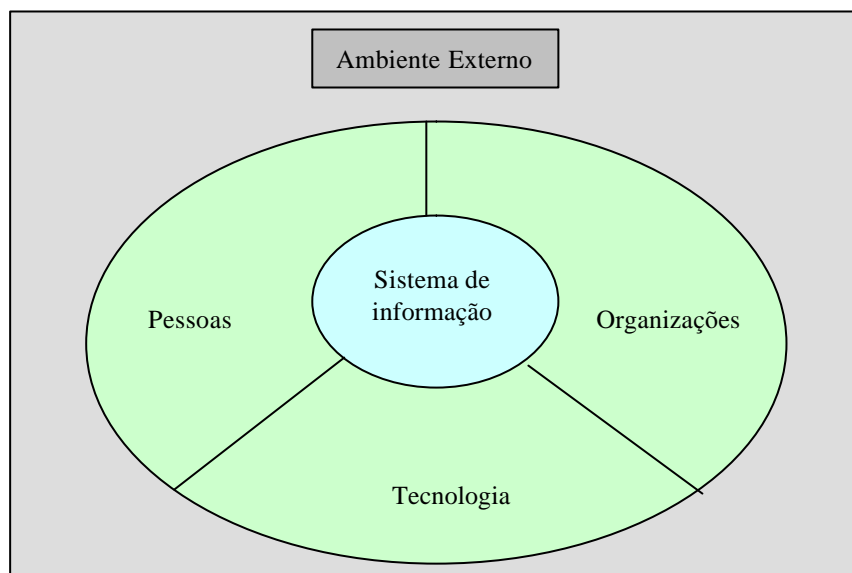 Ambiente Externo
Sistema de
informação
Pessoas
Organizações
Tecnologia